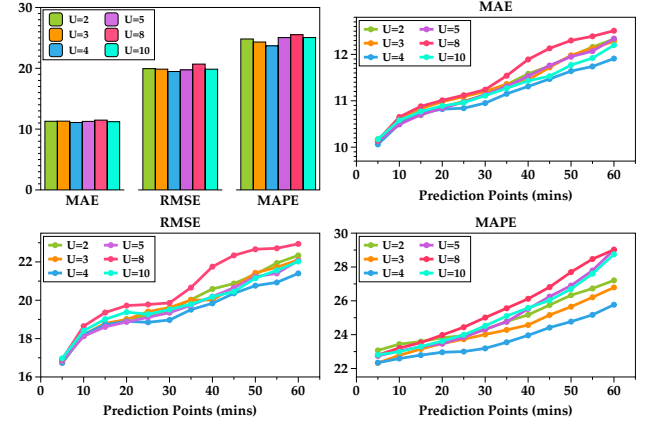 30
20
10
0
U=2 U=5
U=3 U=8
U=4 U=10
MAE RMSE MAPE
MAE
12
11
10
U=2 U=5
U=3 U=8
U=4 U=10
0 10 20 30 40 50 60
Prediction Points (mins)
RMSE
22
20
18
16
U=2 U=5
U=3 U=8
U=4 U=10
0 10 20 30 40 50 60
Prediction Points (mins)
MAPE
30
28
26
24
22
U=2 U=5
U=3 U=8
U=4 U=10
0 10 20 30 40 50 60
Prediction Points (mins)